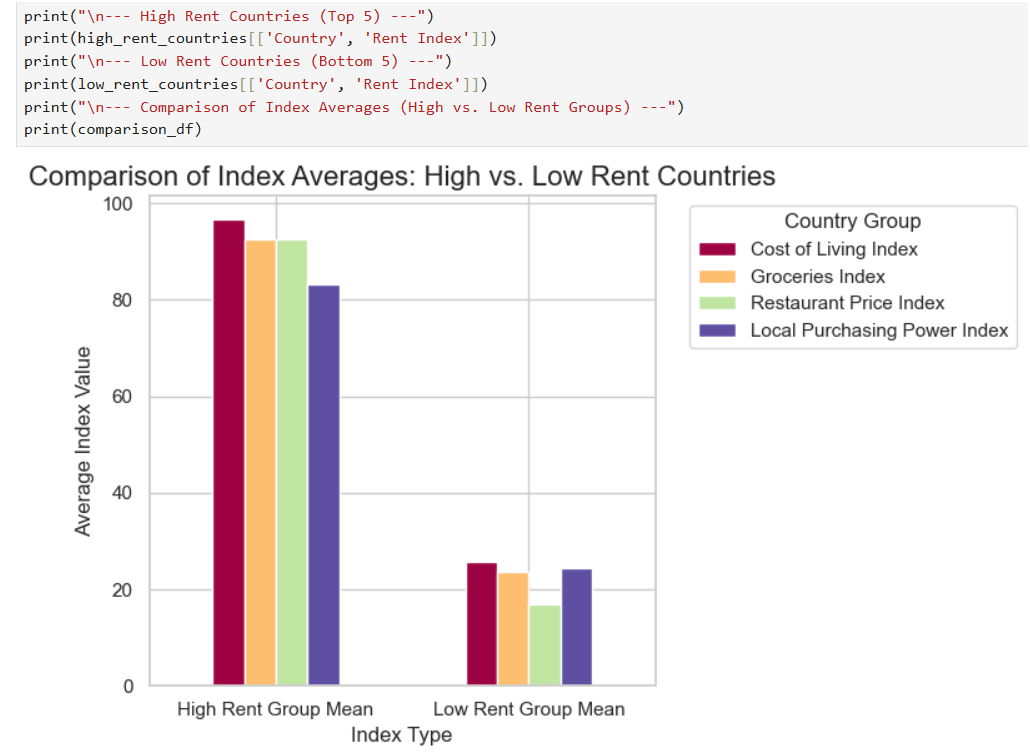 print("\n--- High Rent Countries (Top 5) ---")
print(high_rent_countries[['Country', 'Rent Index']])
print("\n--- Low Rent Countries (Bottom 5) ---")
print(low_rent_countries[['Country', 'Rent Index']])
print("\n--- Comparison of Index Averages (High vs. Low Rent Groups) ---")
print(comparison_df)
Comparison of Index Averages: High vs. Low Rent Countries
100
80
60
40
20
0
Average Index Value
High Rent Group Mean
Low Rent Group Mean
Index Type
Country Group
Cost of Living Index
Groceries Index
Restaurant Price Index
Local Purchasing Power Index